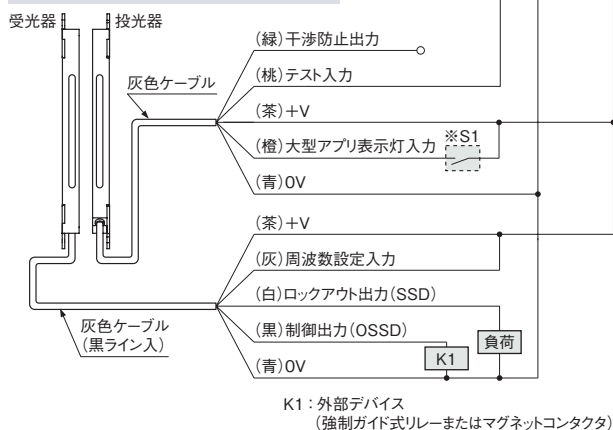 受光器 投光器
(緑)干渉防止出力
(桃)テスト入力
灰色ケーブル
(茶)+V
※S1
(橙)大型アプリ表示灯入力
(青)0V
(茶)+V
(灰)周波数設定入力
(白)ロックアウト出力(SSD)
灰色ケーブル
(黒ライン入)
(黒)制御出力(OSSD)
負荷
K1
(青)0V
K1:外部デバイス
(強制ガイド式リレーまたはマグネットコンタクタ)